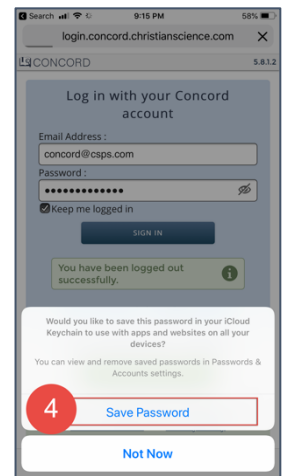 Search 9:15 PM 58%
login.concord.christianscience.com
CONCORD 5.8.1.2
Log in with your Concord
account
Email Address :
concord@csps.com
Password :
Keep me logged in
SIGN IN
You have been logged out
successfully.
Would you like to save this password in your iCloud
Keychain to use with apps and websites on all your
devices?
You can view and remove saved passwords in Passwords &
Accounts settings.
4
Save Password
Not Now